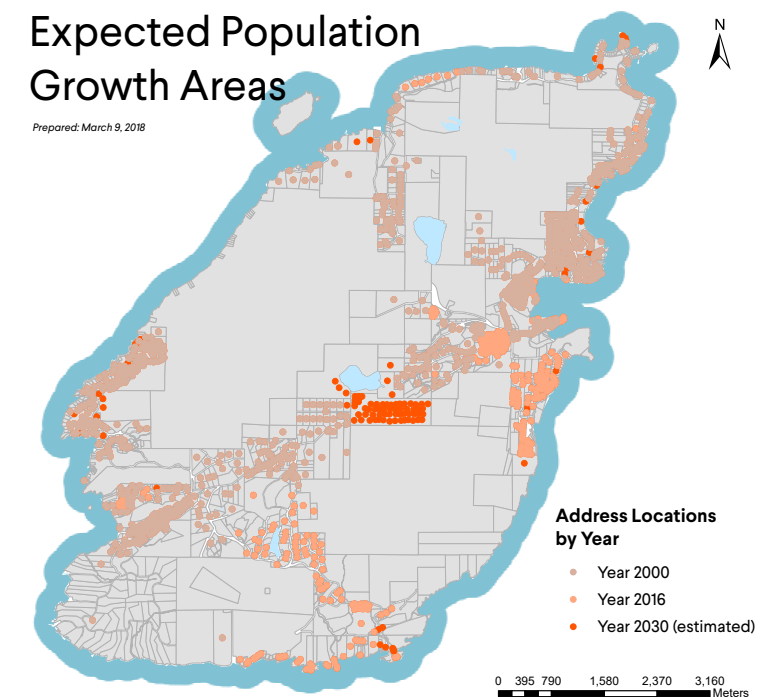 Expected Population
Growth Areas
Prepared: March 9, 2018
N
Address Locations
by Year
Year 2000
Year 2016
Year 2030 (estimated)
0 395 790 1,580 2,370 3,160
Meters